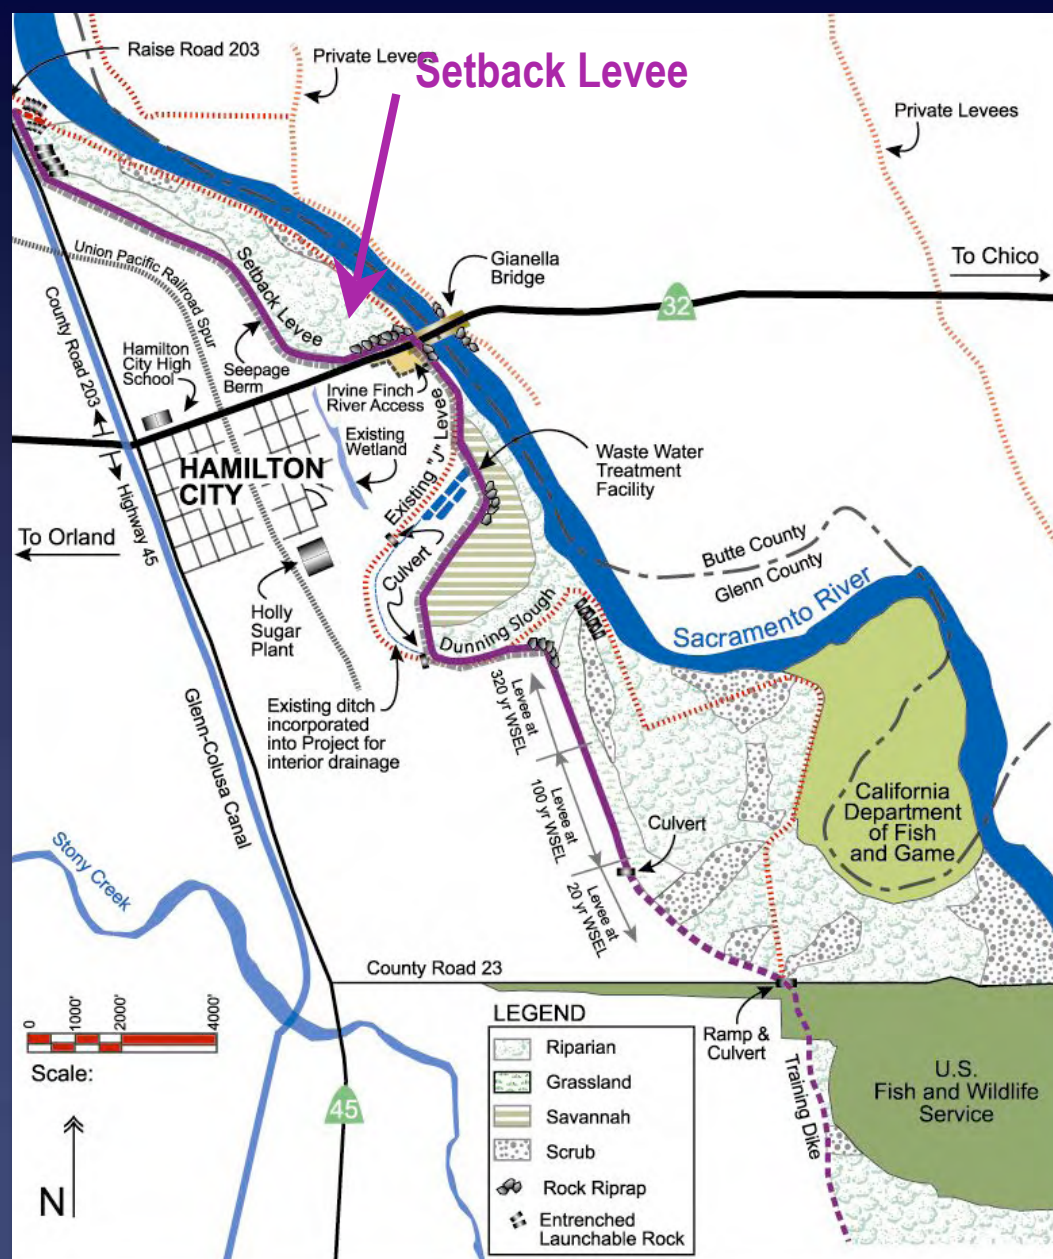 Raise Road 203
Private Levees
Setback Levee
Private Levees
Gianella
Bridge
To Chico
32
Union Pacific Railroad Spur
Setback Levee
County Road 203
Hamilton
City High
School
Seepage
Berm
Irvine Finch
River Access
Existing
Wetland
Existing "J" Levee
Waste Water
Treatment
Facility
HAMILTON
CITY
To Orland
Highway 45
Culvert
Holly
Sugar
Plant
Dunning Slough
Butte County
Glenn County
Sacramento River
Existing ditch
incorporated
into Project for
interior drainage
Glenn-Colusa Canal
Levee at
320 yr WSEL
Levee at
100 yr WSEL
Levee at
20 yr WSEL
Culvert
California
Department
of Fish
and Game
Stony Creek
County Road 23
0
1000'
2000'
4000'
Scale:
N
45
Ramp &
Culvert
Training Dike
U.S.
Fish and Wildlife
Service
LEGEND
Riparian
Grassland
Savannah
Scrub
Rock Riprap
Entrenched
Launchable Rock